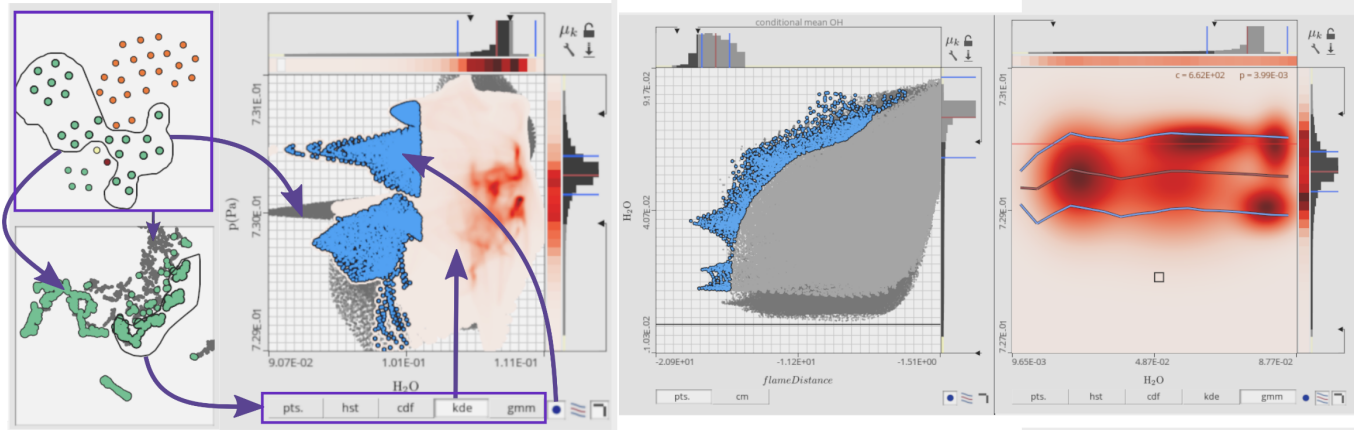 μk
p(Pa)
7.31E-01
7.30E-01
7.29E-01
9.07E-02
1.01E-01
1.11E-01
H₂O
pts.
hst
cdf
kde
gmm
conditional mean OH
μk
H₂O
9.17E-02
4.07E-02
-1.03E-02
-2.09E+01
-1.12E+01
-1.51E+00
flameDistance
pts.
cm
μk
c = 6.62E+02
p = 3.99E-03
7.31E-01
7.29E-01
7.27E-01
9.65E-03
4.87E-02
8.77E-02
H₂O
pts.
hst
cdf
kde
gmm